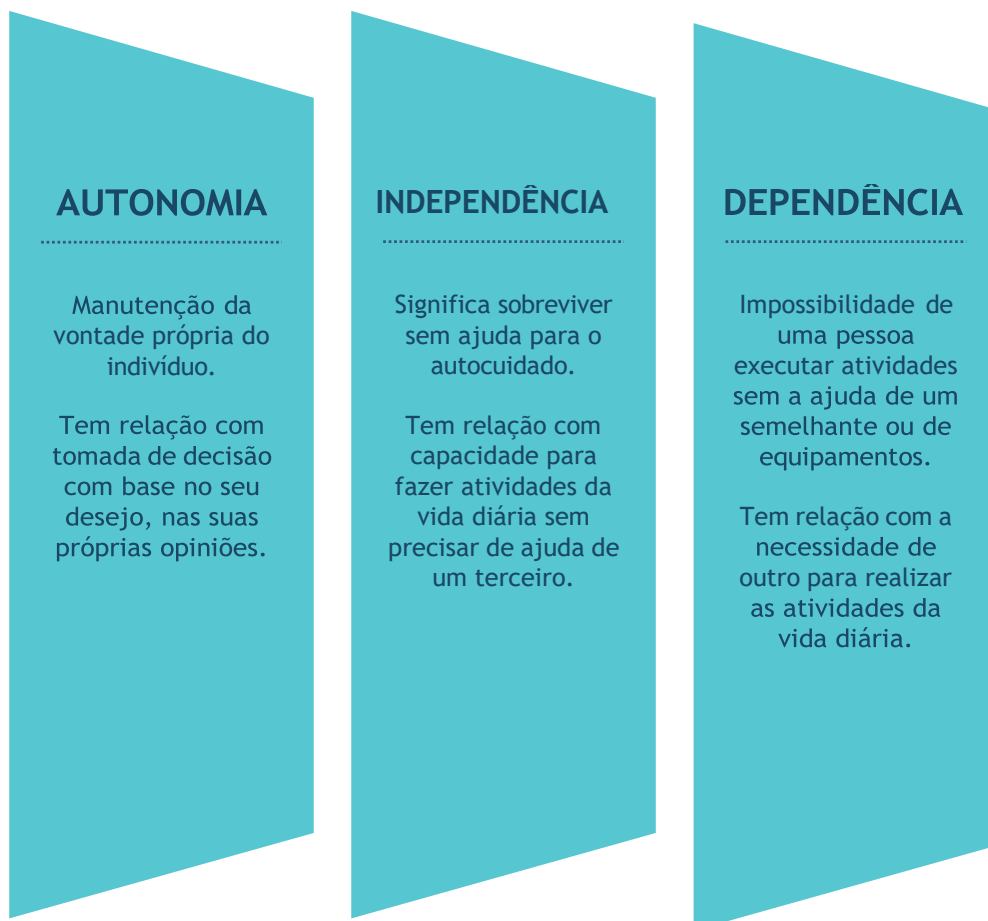 AUTONOMIA
Manutenção da
vontade própria do
indivíduo.
Tem relação com
tomada de decisão
com base no seu
desejo, nas suas
próprias opiniões.
INDEPENDÊNCIA
Significa sobreviver
sem ajuda para o
autocuidado.
Tem relação com
capacidade para
fazer atividades da
vida diária sem
precisar de ajuda de
um terceiro.
DEPENDÊNCIA
Impossibilidade de
uma pessoa
executar atividades
sem a ajuda de um
semelhante ou de
equipamentos.
Tem relação com a
necessidade de
outro para realizar
as atividades da
vida diária.